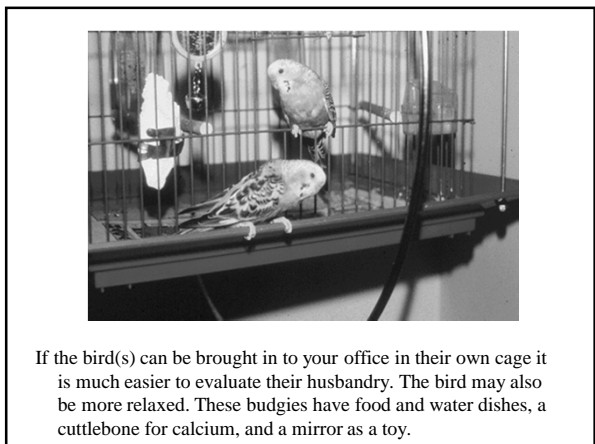 If the bird(s) can be brought in to your office in their own cage it
is much easier to evaluate their husbandry. The bird may also
be more relaxed. These budgies have food and water dishes, a
cuttlebone for calcium, and a mirror as a toy.